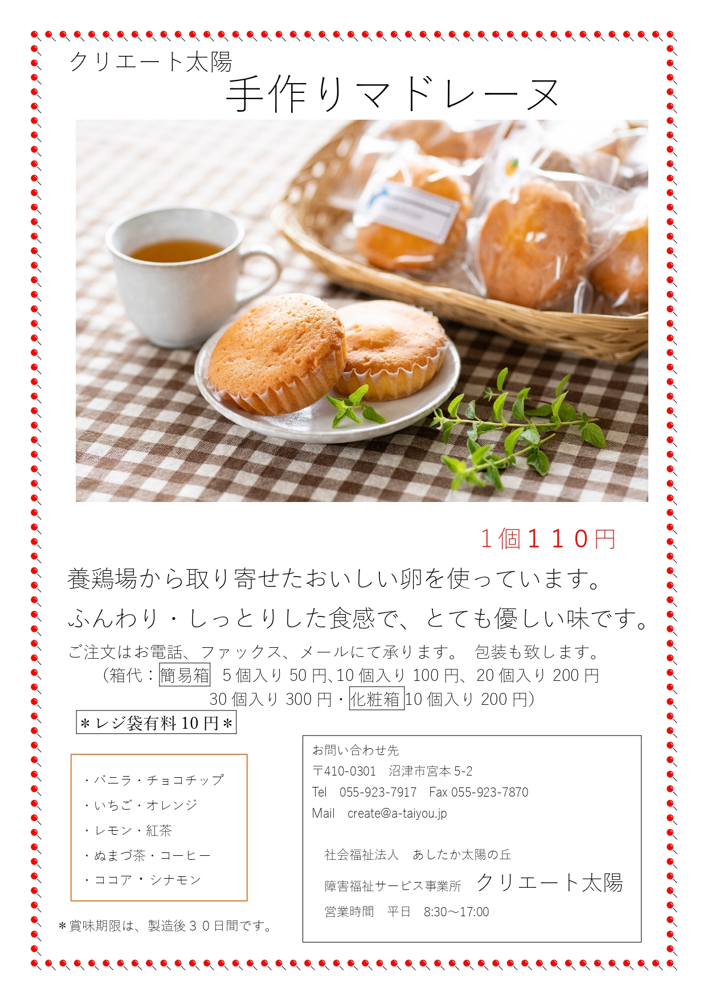 クリエート太陽
手作りマドレーヌ
１個１１０円
養鶏場から取り寄せたおいしい卵を使っています。
ふんわり・しっとりした食感で、とても優しい味です。
ご注文はお電話、ファックス、メールにて承ります。　包装も致します。
（箱代：簡易箱　5 個入り 50 円､10 個入り 100 円、20 個入り 200 円
30 個入り 300 円・化粧箱 10 個入り 200 円）
＊レジ袋有料 10 円＊
・バニラ・チョコチップ
・いちご・オレンジ
・レモン・紅茶
・ぬまづ茶・コーヒー
・ココア・シナモン
＊賞味期限は、製造後３０日間です。
お問い合わせ先
〒410-0301　沼津市宮本 5-2
Tel　055-923-7917　Fax 055-923-7870
Mail　create@a-taiyou.jp
社会福祉法人　あしたか太陽の丘
障害福祉サービス事業所　クリエート太陽
営業時間　平日　8:30～17:00